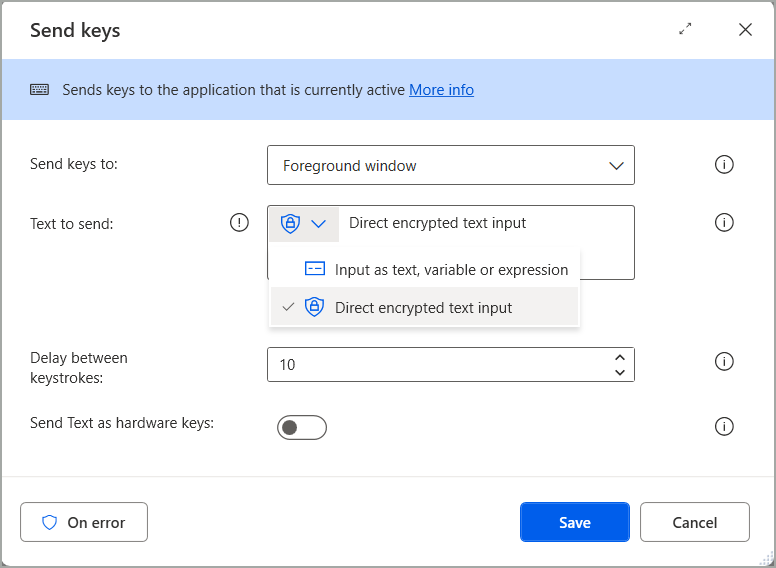 Send keys
Sends keys to the application that is currently active More info
Send keys to:
Foreground window
Text to send:
Direct encrypted text input
Input as text, variable or expression
Direct encrypted text input
Delay between
keystrokes:
10
Send Text as hardware keys:
On error
Save
Cancel